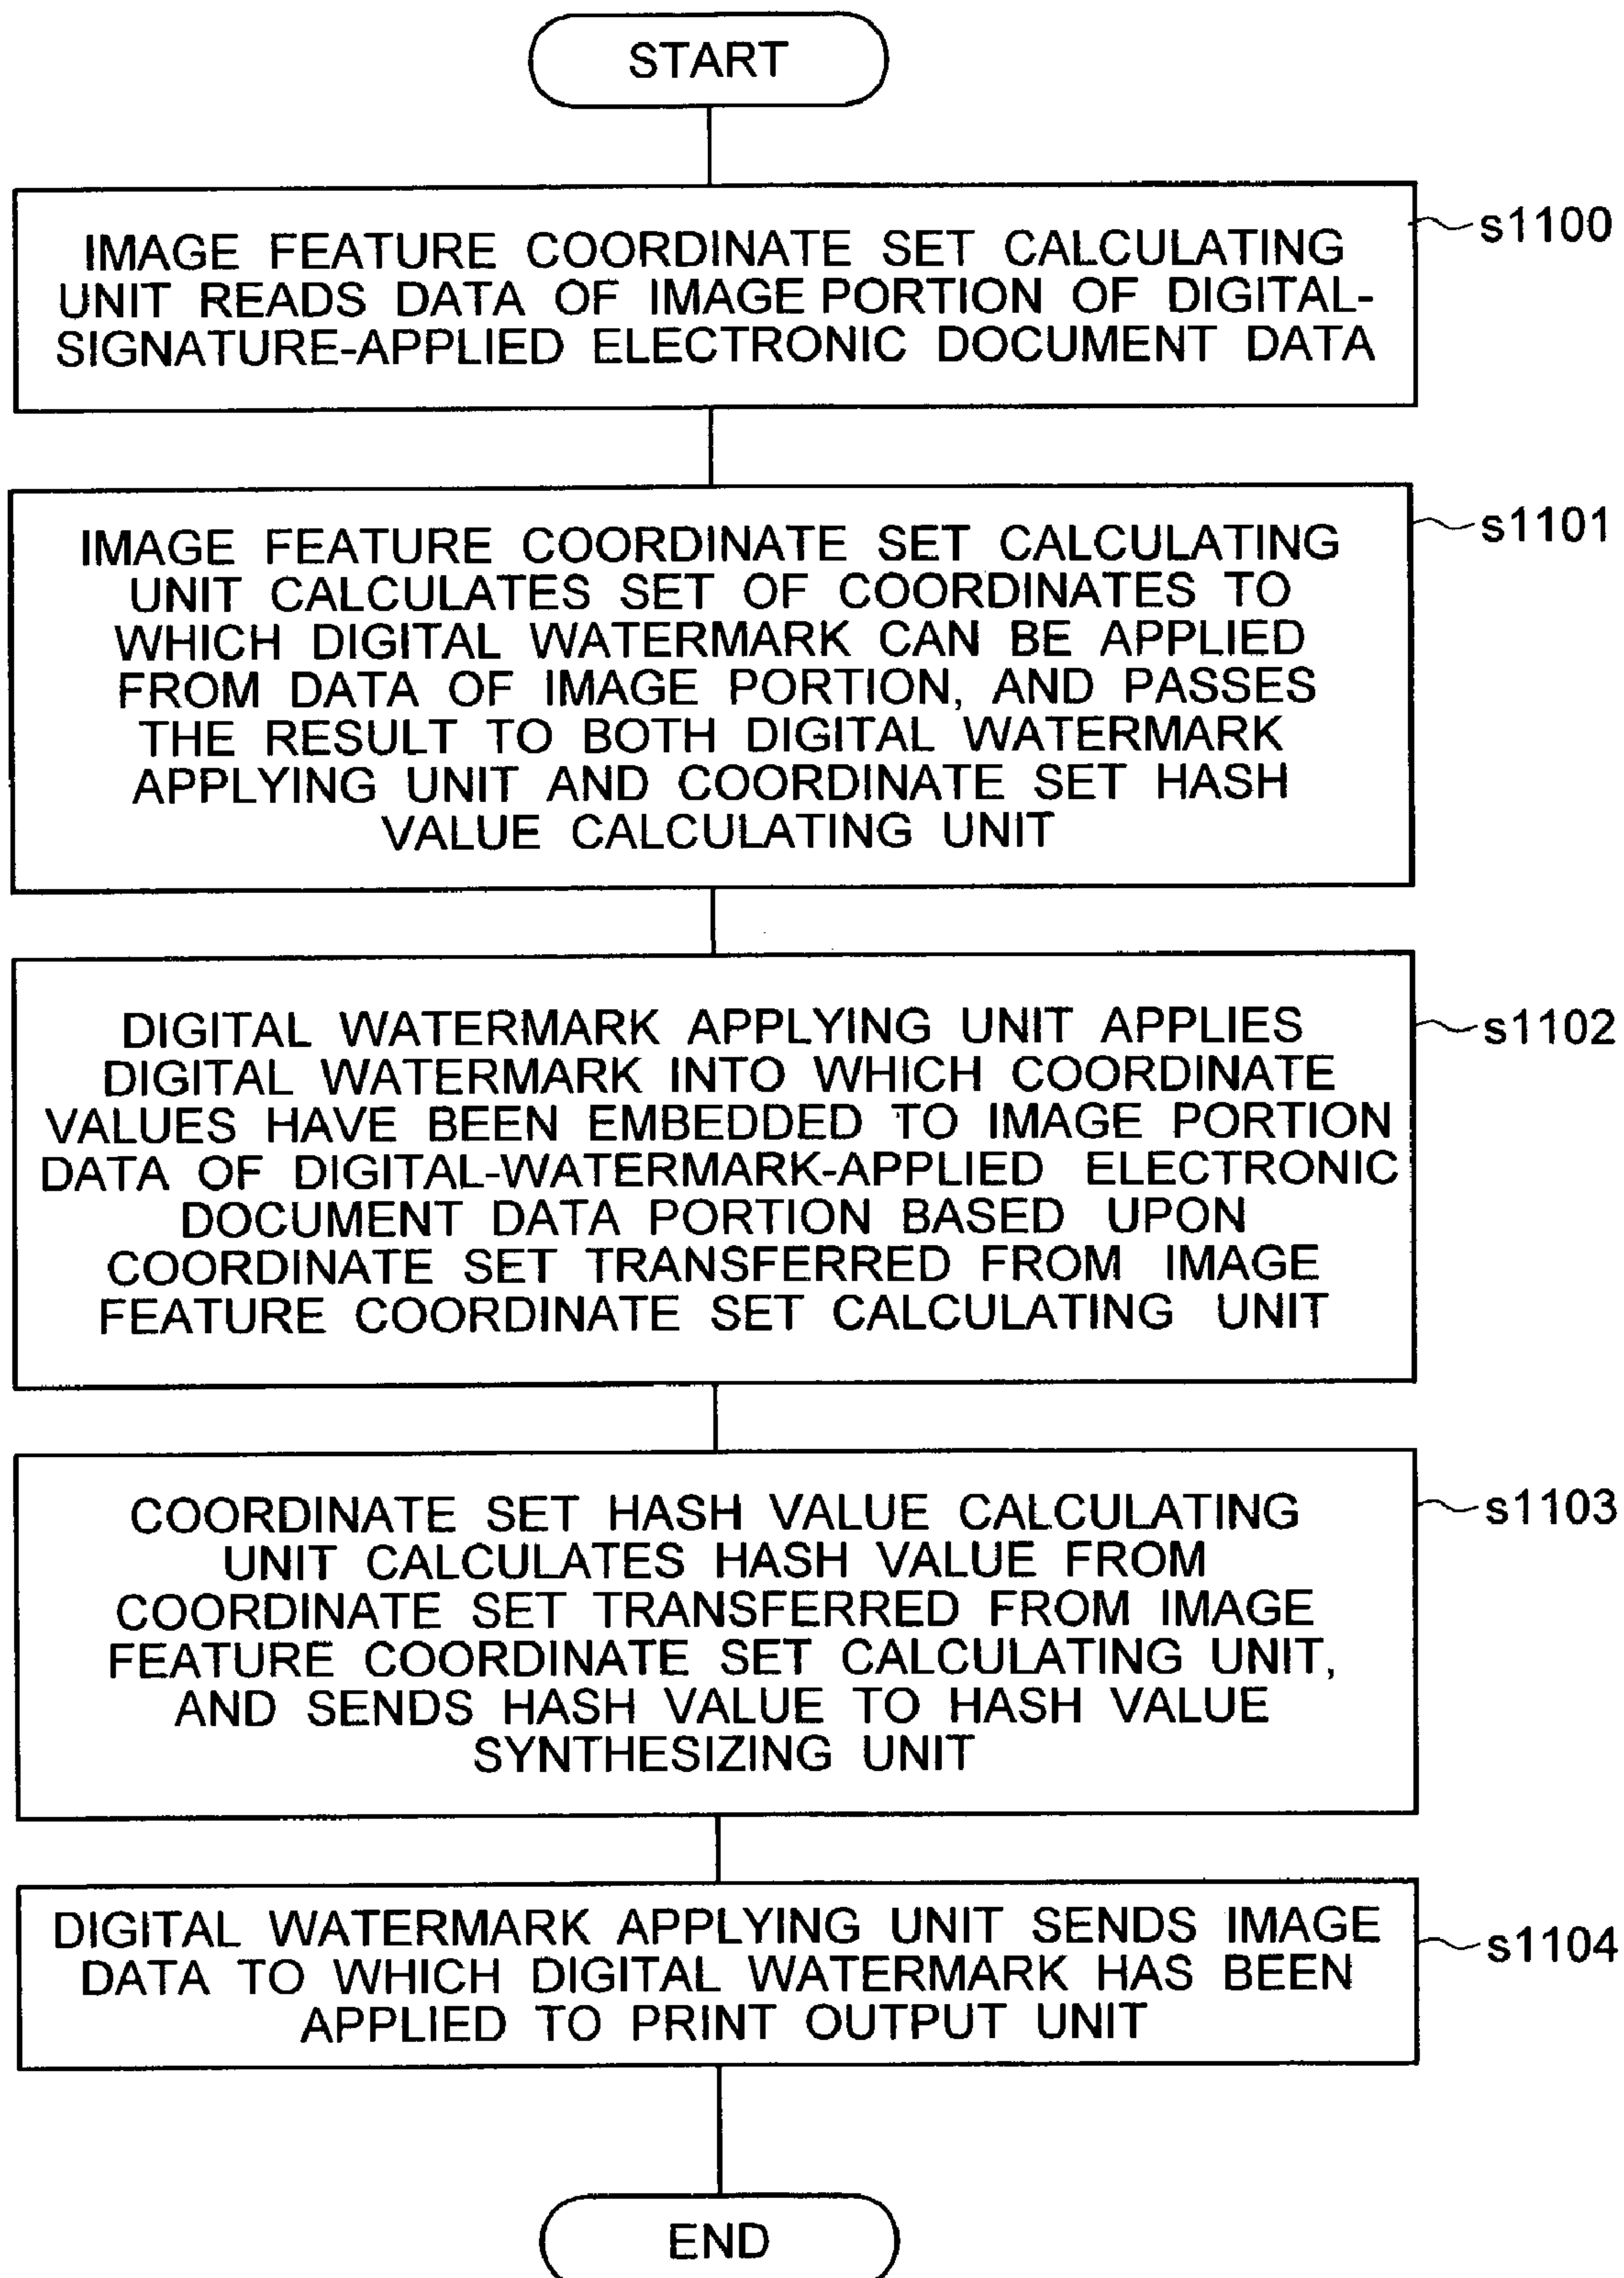 START
IMAGE FEATURE COORDINATE SET CALCULATING
UNIT READS DATA OF IMAGE PORTION OF DIGITAL-
SIGNATURE-APPLIED ELECTRONIC DOCUMENT DATA
s1100
IMAGE FEATURE COORDINATE SET CALCULATING
UNIT CALCULATES SET OF COORDINATES TO
WHICH DIGITAL WATERMARK CAN BE APPLIED
FROM DATA OF IMAGE PORTION, AND PASSES
THE RESULT TO BOTH DIGITAL WATERMARK
APPLYING UNIT AND COORDINATE SET HASH
VALUE CALCULATING UNIT
s1101
DIGITAL WATERMARK APPLYING UNIT APPLIES
DIGITAL WATERMARK INTO WHICH COORDINATE
VALUES HAVE BEEN EMBEDDED TO IMAGE PORTION
DATA OF DIGITAL-WATERMARK-APPLIED ELECTRONIC
DOCUMENT DATA PORTION BASED UPON
COORDINATE SET TRANSFERRED FROM IMAGE
FEATURE COORDINATE SET CALCULATING UNIT
s1102
COORDINATE SET HASH VALUE CALCULATING
UNIT CALCULATES HASH VALUE FROM
COORDINATE SET TRANSFERRED FROM IMAGE
FEATURE COORDINATE SET CALCULATING UNIT,
AND SENDS HASH VALUE TO HASH VALUE
SYNTHESIZING UNIT
s1103
DIGITAL WATERMARK APPLYING UNIT SENDS IMAGE
DATA TO WHICH DIGITAL WATERMARK HAS BEEN
APPLIED TO PRINT OUTPUT UNIT
s1104
END